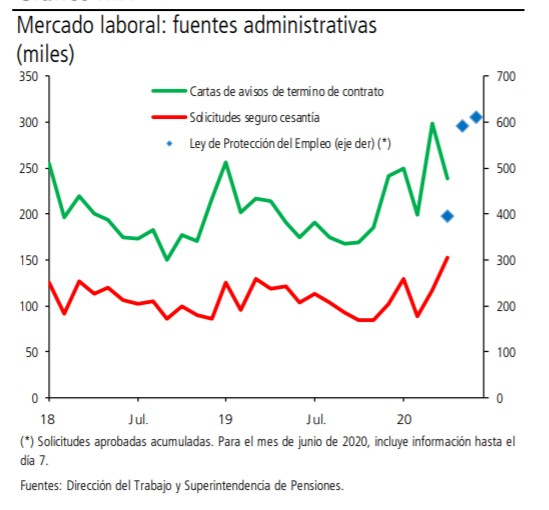 Mercado laboral: fuentes administrativas
(miles)
350 700
Cartas de avisos de termino de contrato
300 600
Solicitudes seguro cesantía
Ley de Protección del Empleo (eje der) (*)
250 500
200 400
150 300
100 200
50 100
0 0
18 Jul. 19 Jul. 20
(*) Solicitudes aprobadas acumuladas. Para el mes de junio de 2020, incluye información hasta el
día 7.
Fuentes: Dirección del Trabajo y Superintendencia de Pensiones.